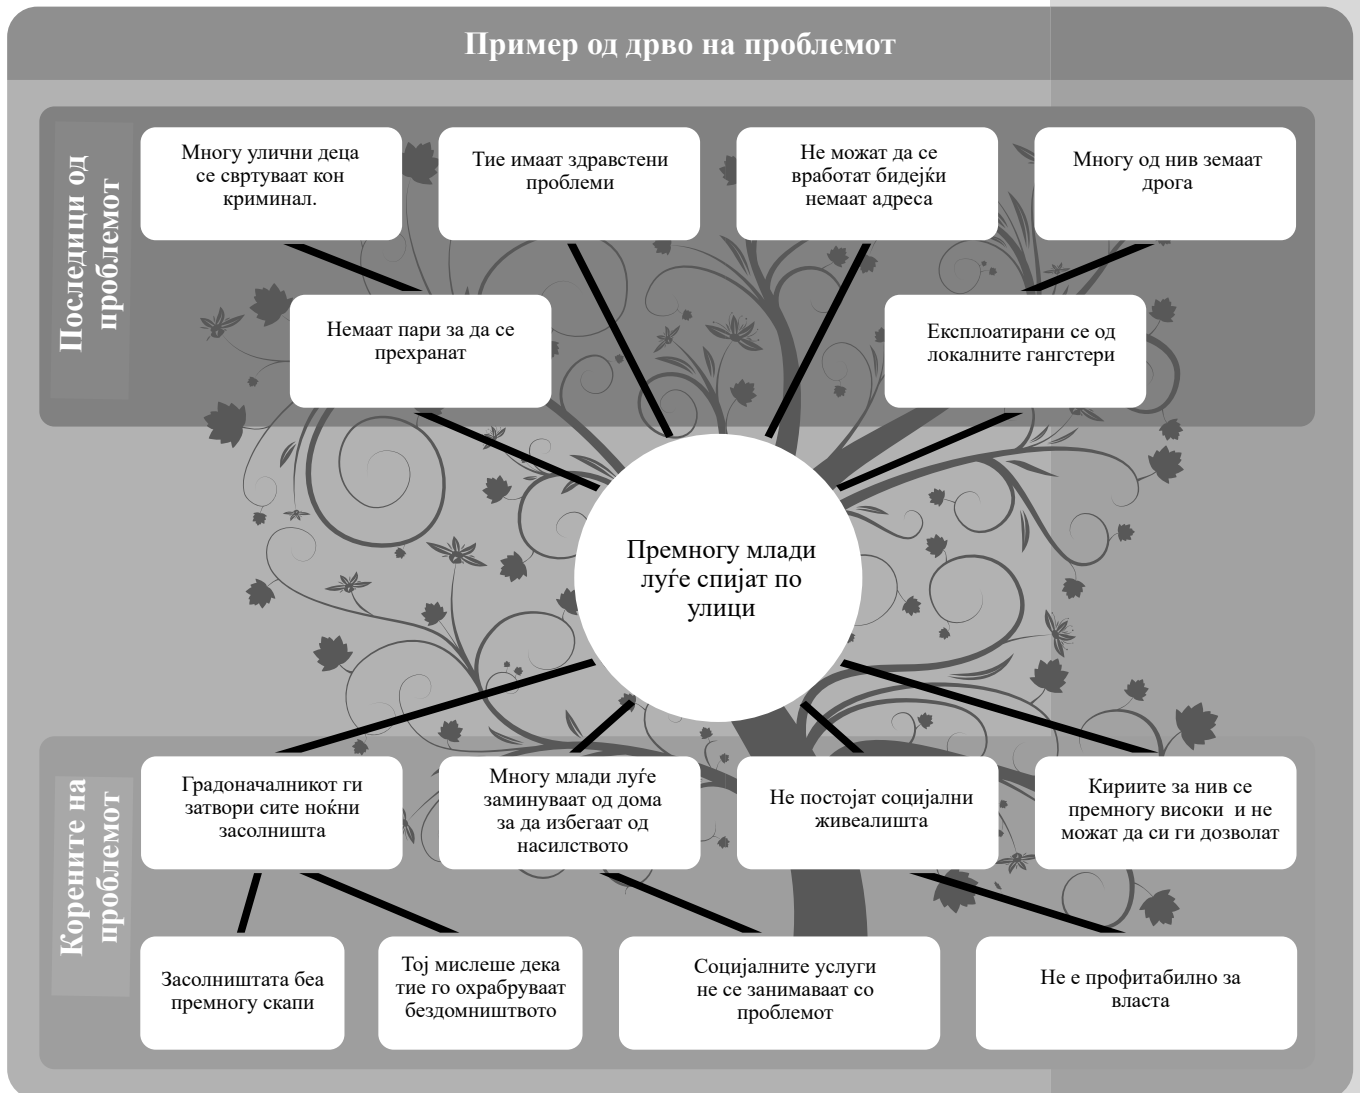 Пример од дрво на проблемот
Последици од
проблемот
Многу улични деца
се свртуваат кон
криминал.
Тие имаат здравстени
проблеми
Не можат да се
вработат бидејќи
немаат адреса
Многу од нив земаат
дрога
Немаат пари за да се
прехранат
Експлоатирани се од
локалните гангстери
Премногу млади
луѓе спијат по
улици
Корените на
проблемот
Градоначалникот ги
затвори сите ноќни
засолништа
Многу млади луѓе
заминуваат од дома
за да избегаат од
насилството
Не постојат социјални
живеалишта
Кириите за нив се
премногу високи и не
можат да си ги дозволат
Засолништата беа
премногу скапи
Тој мислеше дека
тие го охрабруваат
бездомништвото
Социјалните услуги
не се занимаваат со
проблемот
Не е профитабилно за
власта